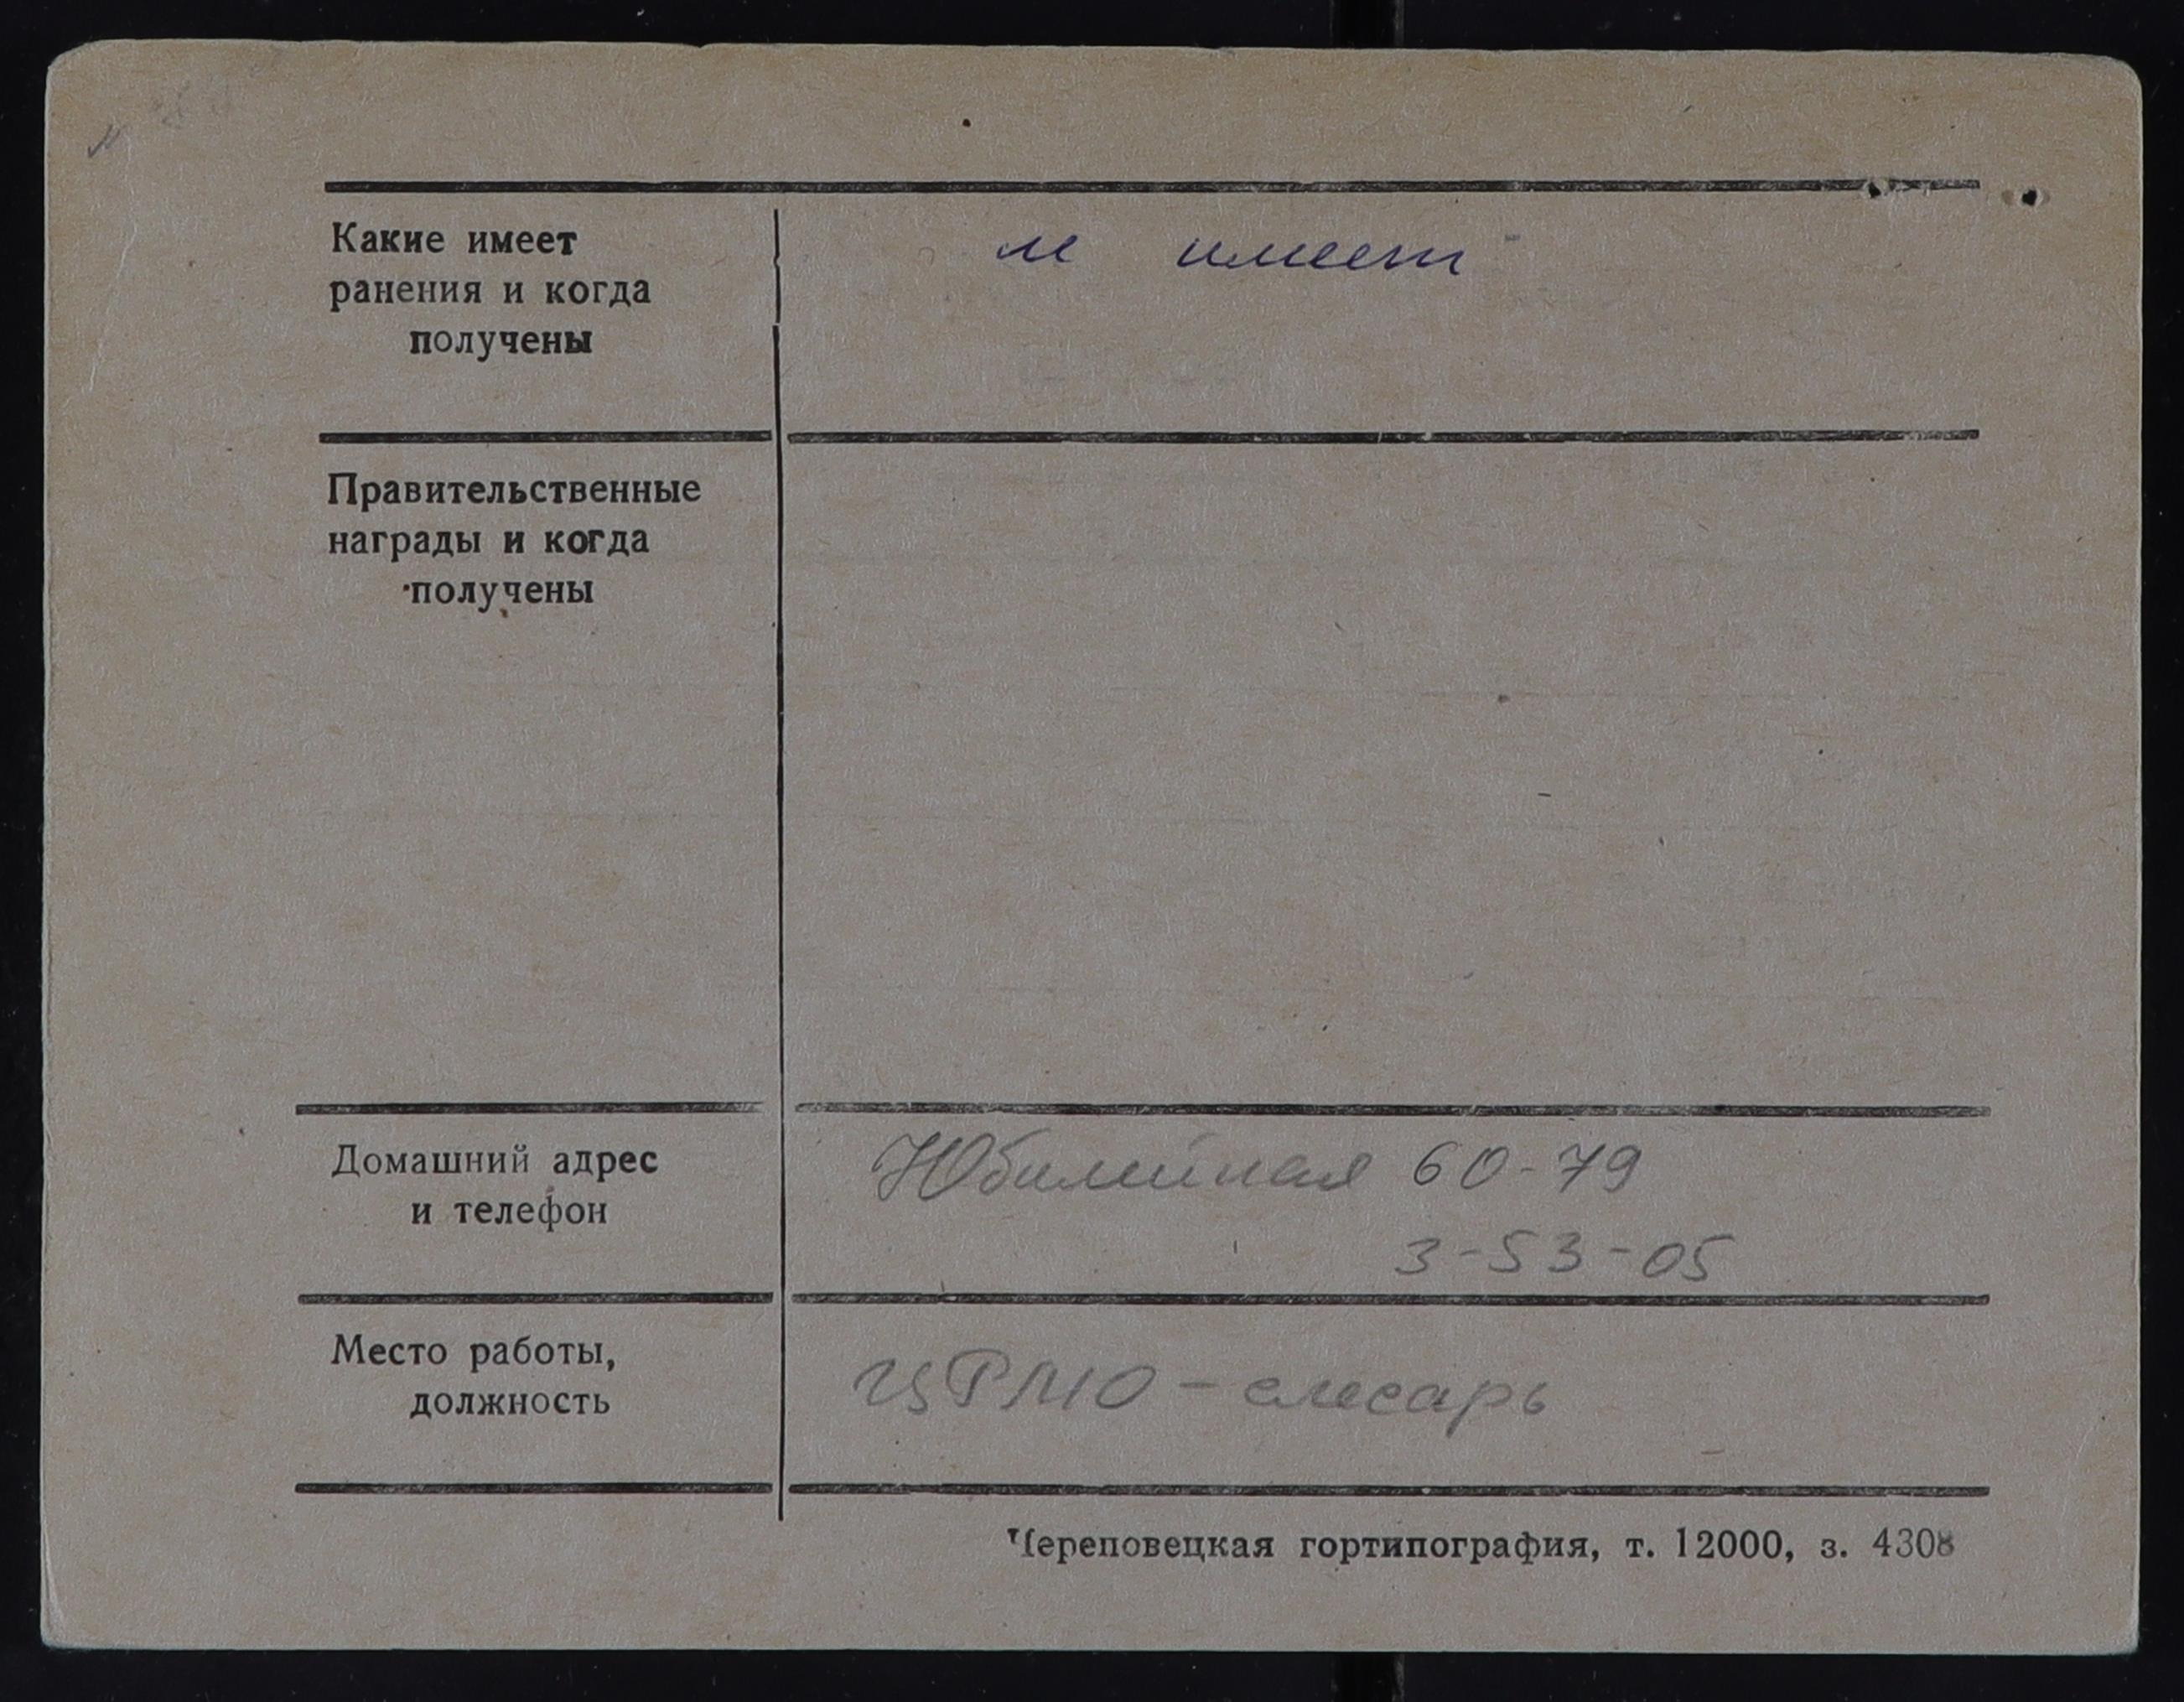 Какие имеет
ранения и когда
получены
не имеет
Правительственные
награды и когда
получены
Домашний адрес
и телефон
Юбилейная 60-79
3-53-05
Место работы,
должность
ЦРМО - слесарь
Череповецкая гортипография, т. 12000, з. 4308